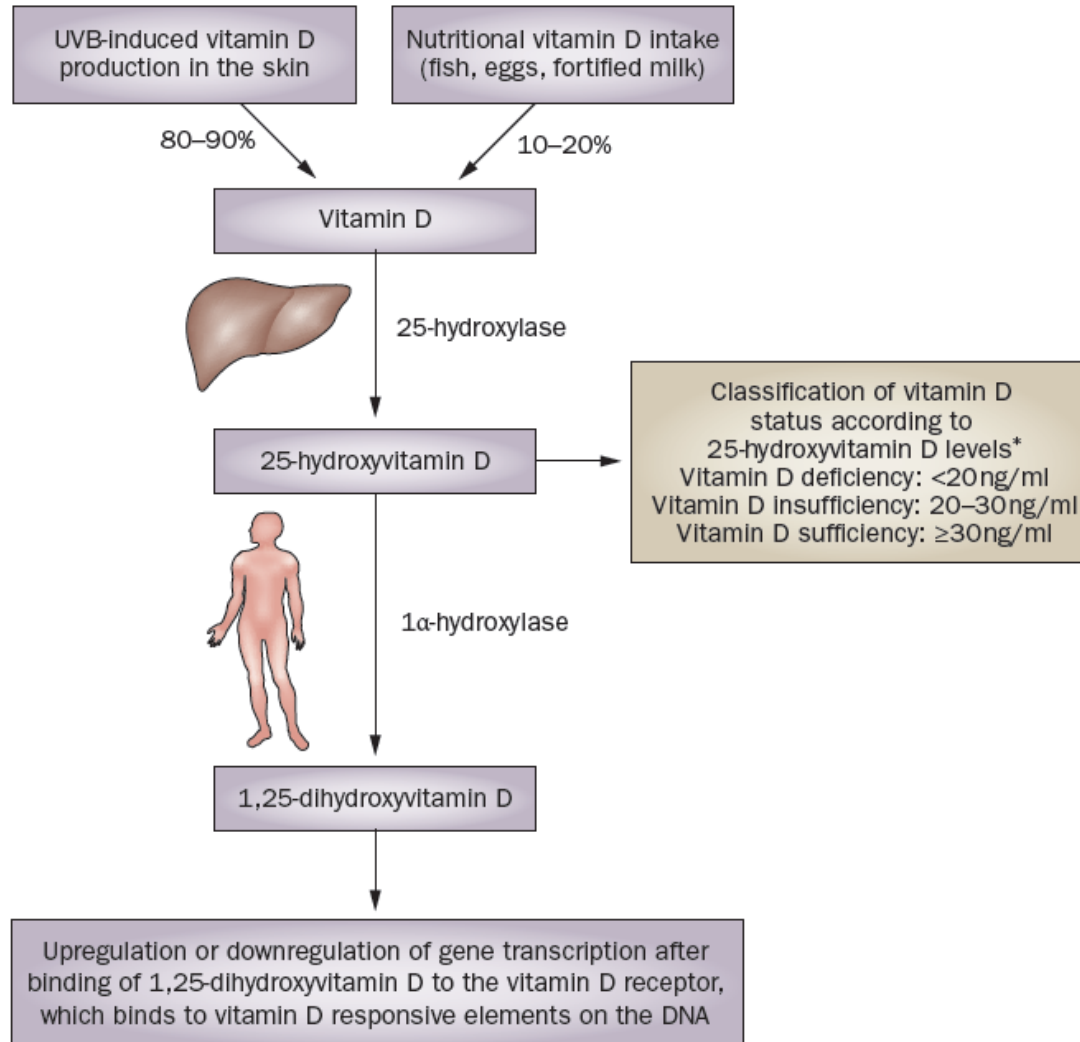 UVB-induced vitamin D
production in the skin
Nutritional vitamin D intake
(fish, eggs, fortified milk)
80–90%
10–20%
Vitamin D
25-hydroxylase
Classification of vitamin D
status according to
25-hydroxyvitamin D levels*
Vitamin D deficiency: <20ng/ml
Vitamin D insufficiency: 20–30ng/ml
Vitamin D sufficiency: ≥30ng/ml
25-hydroxyvitamin D
1α-hydroxylase
1,25-dihydroxyvitamin D
Upregulation or downregulation of gene transcription after
binding of 1,25-dihydroxyvitamin D to the vitamin D receptor,
which binds to vitamin D responsive elements on the DNA